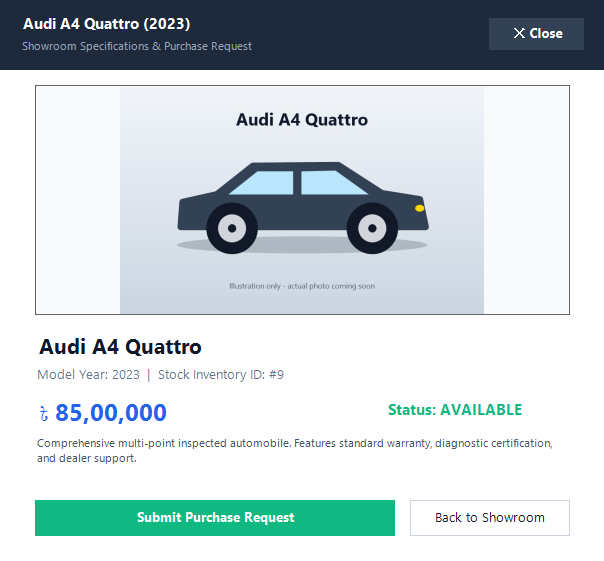 Audi A4 Quattro (2023)
Showroom Specifications & Purchase Request
✕ Close
Audi A4 Quattro
Illustration only - actual photo coming soon
Audi A4 Quattro
Model Year: 2023 | Stock Inventory ID: #9
৳ 85,00,000
Status: AVAILABLE
Comprehensive multi-point inspected automobile. Features standard warranty, diagnostic certification,
and dealer support.
Submit Purchase Request
Back to Showroom